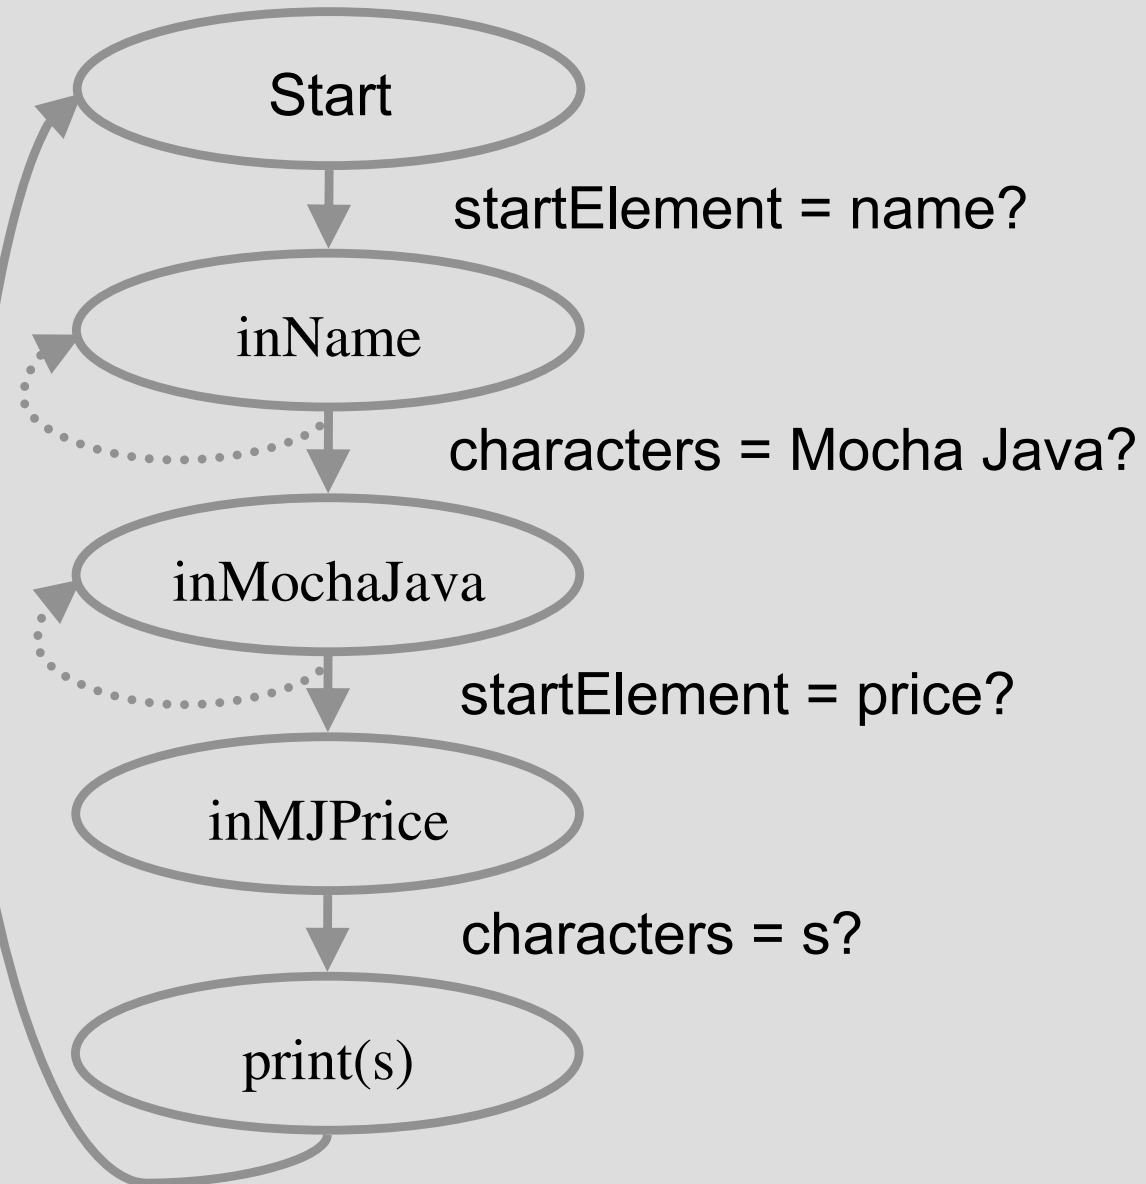 Start
startElement = name?
inName
characters = Mocha Java?
inMochaJava
startElement = price?
inMJPrice
characters = s?
print(s)